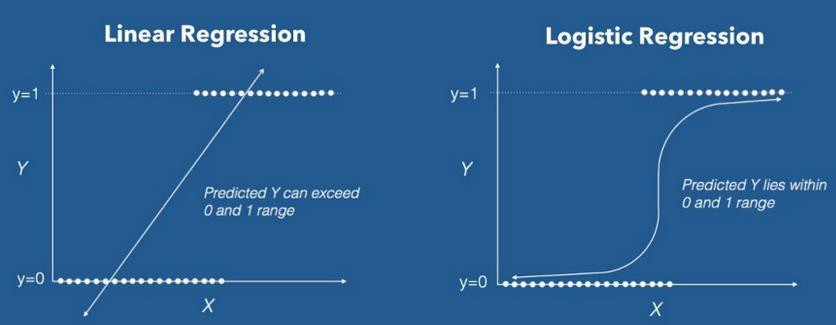 Linear Regression
y=1
Y
Predicted Y can exceed
0 and 1 range
y=0
X
Logistic Regression
y=1
Y
Predicted Y lies within
0 and 1 range
y=0
X